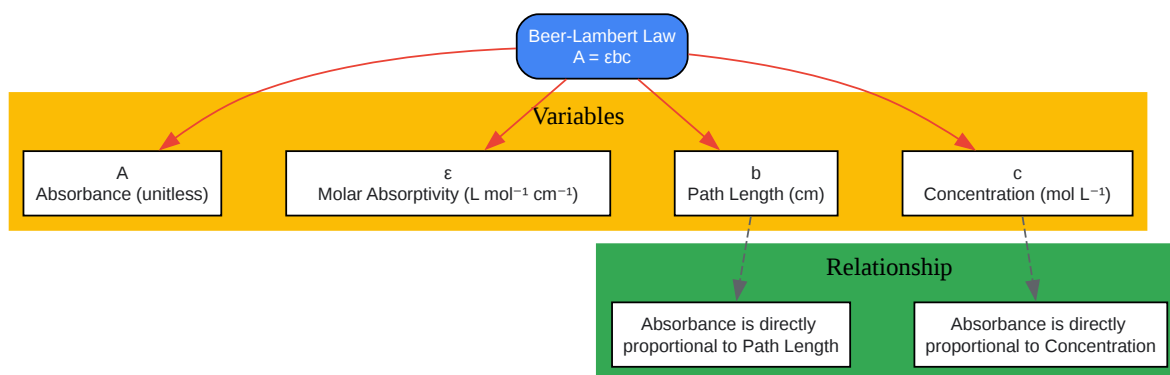 Beer-Lambert Law
A = εbc
Variables
A
Absorbance (unitless)
ε
Molar Absorptivity (L mol⁻¹ cm⁻¹)
b
Path Length (cm)
c
Concentration (mol L⁻¹)
Relationship
Absorbance is directly
proportional to Path Length
Absorbance is directly
proportional to Concentration